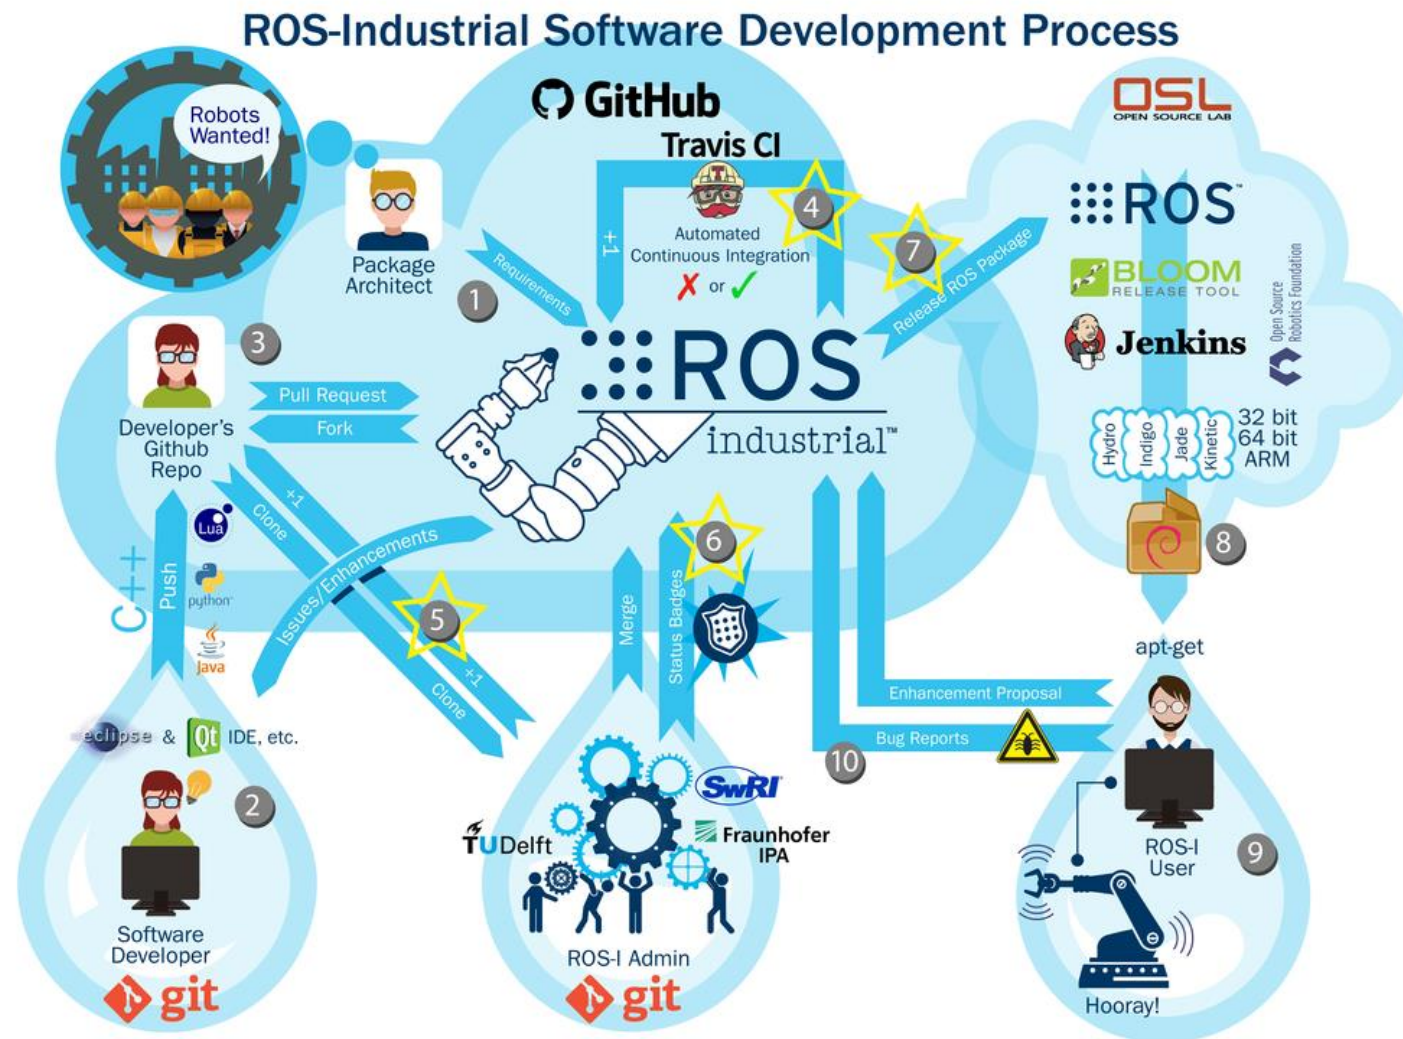 ROS-Industrial Software Development Process
Robots
Wanted!
GitHub
Travis CI
OSL
OPEN SOURCE LAB
Package
Architect
1
Requirements
+1
Automated
Continuous Integration
✗ or ✓
4
7
Release ROS Package
ROS™
BLOOM
RELEASE TOOL
Jenkins
Open Source
Robotics Foundation
3
Developer's
Github
Repo
Pull Request
Fork
ROS
industrial™
Hydro
Indigo
Jade
Kinetic
32 bit
64 bit
ARM
8
apt-get
C++
Push
Lua
python
Java
+1
Clone
Issues/Enhancements
5
+1
Clone
Merge
Status Badges
6
Enhancement Proposal
Bug Reports
10
eclipse & Qt IDE, etc.
2
Software
Developer
git
SwRI
TUDelft
Fraunhofer
IPA
ROS-I Admin
git
ROS-I
User
9
Hooray!